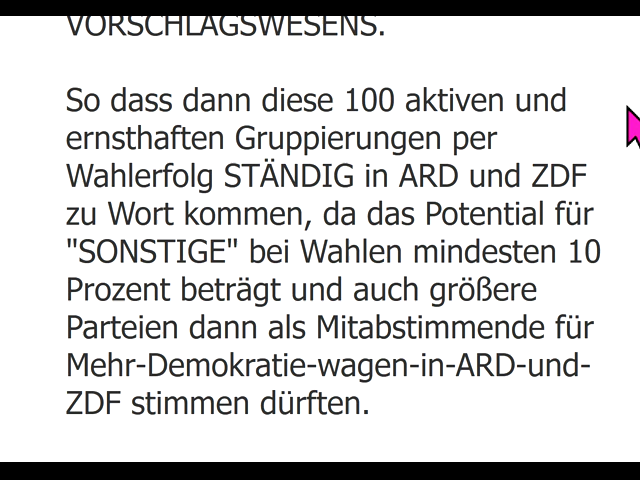 VORSCHLAGSWESENS.
So dass dann diese 100 aktiven und
ernsthaften Gruppierungen per
Wahlerfolg STÄNDIG in ARD und ZDF
zu Wort kommen, da das Potential für
"SONSTIGE" bei Wahlen mindesten 10
Prozent beträgt und auch größere
Parteien dann als Mitabstimmende für
Mehr-Demokratie-wagen-in-ARD-und-
ZDF stimmen dürften.